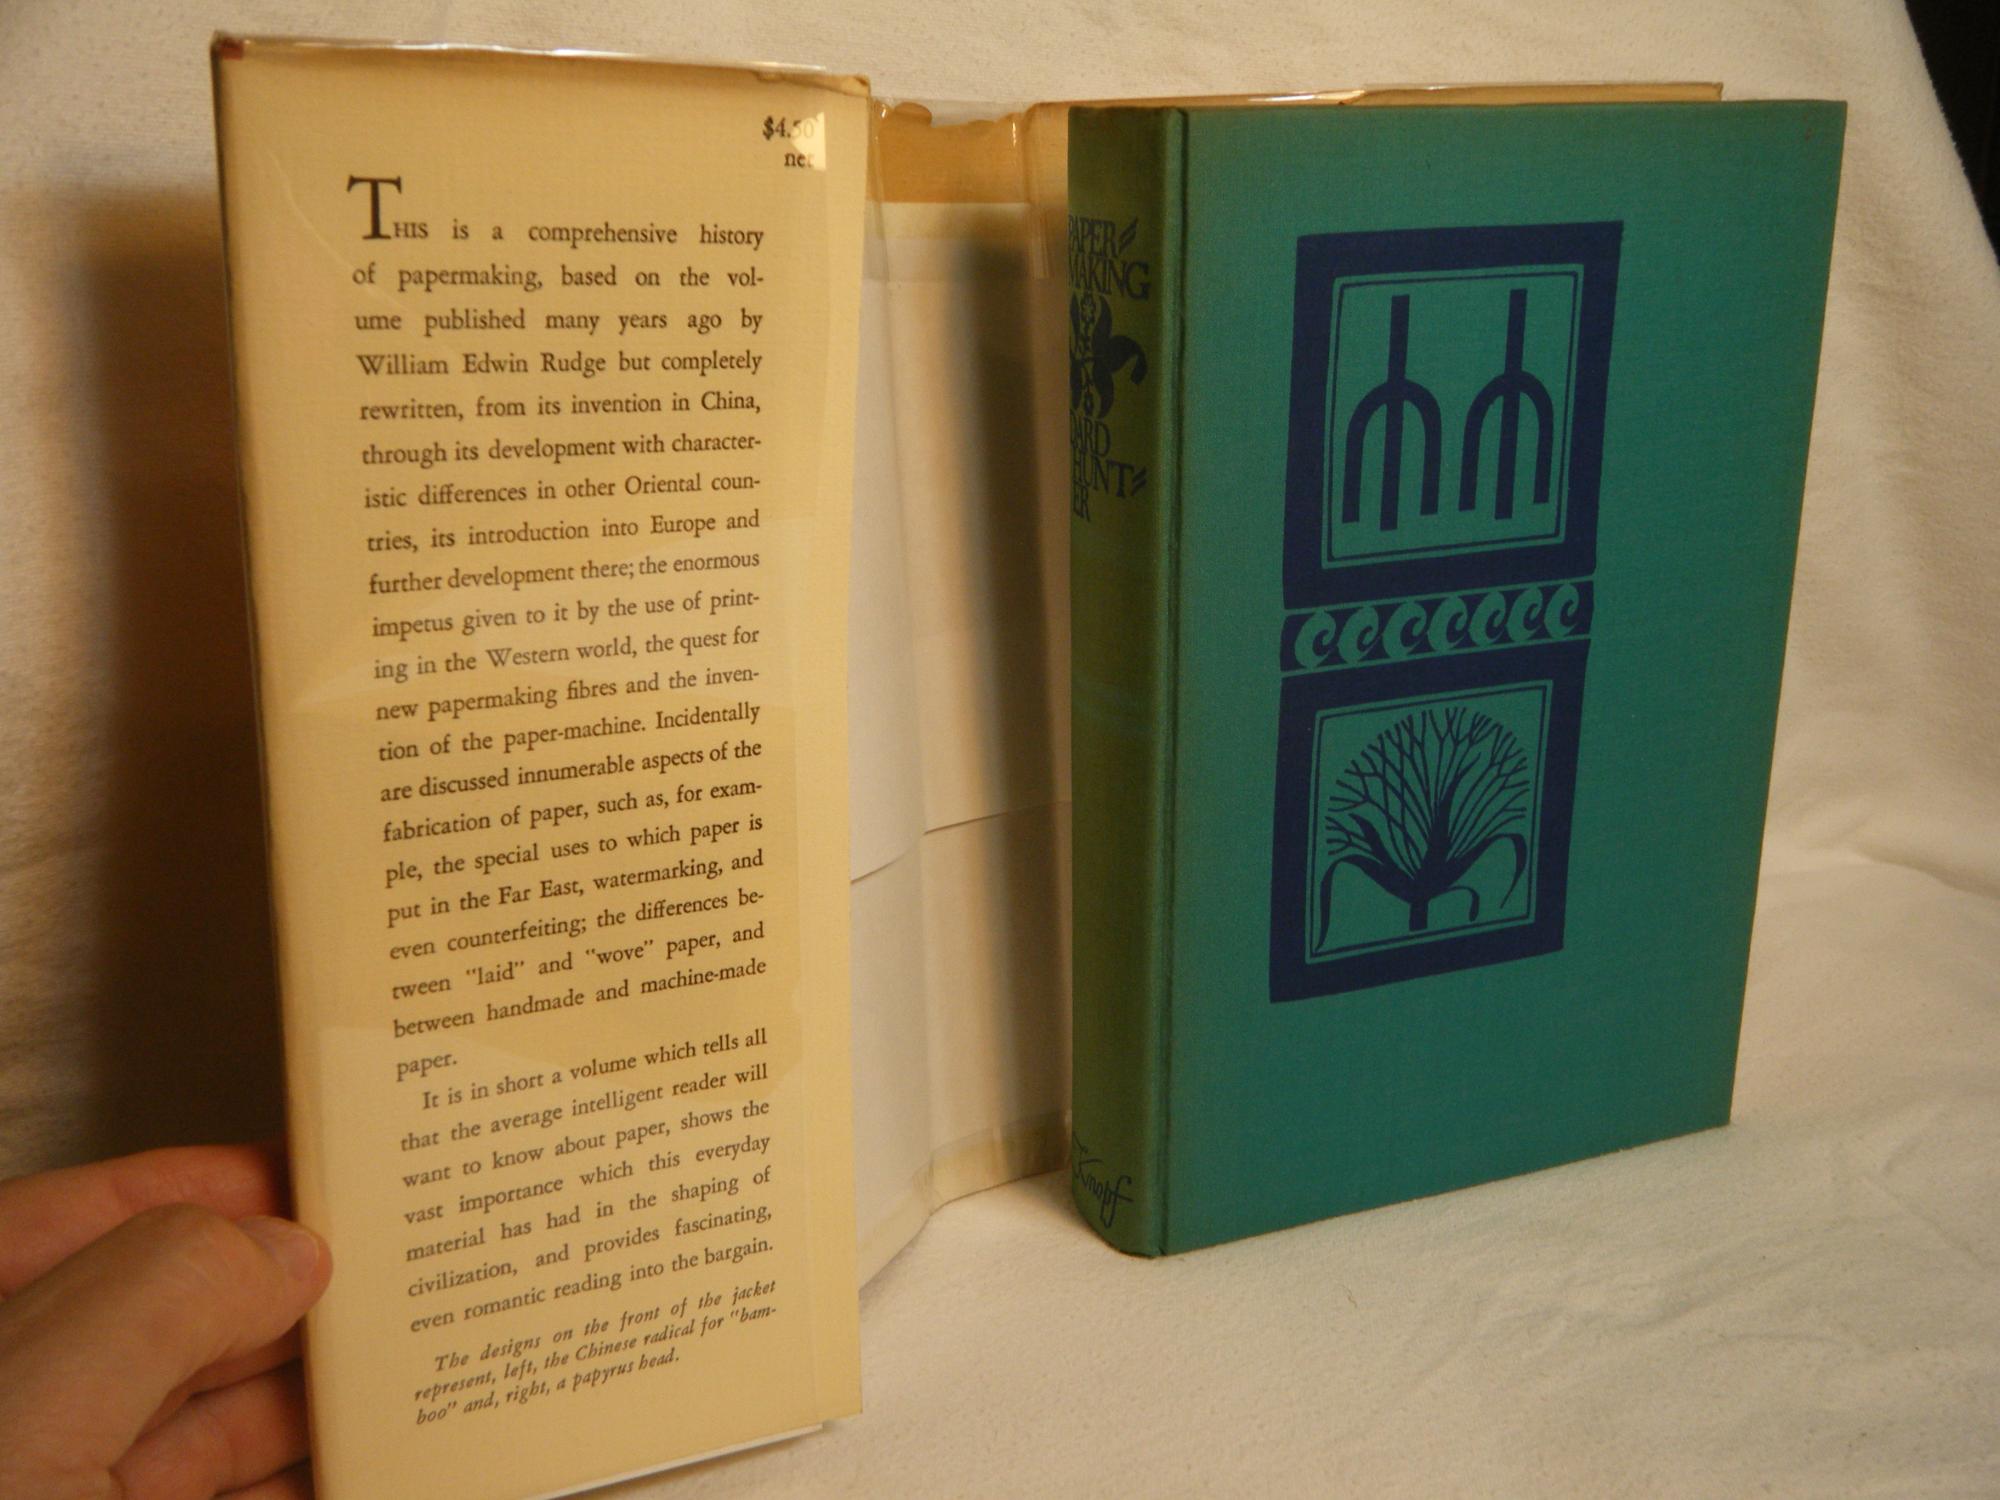 $4.50
net
THIS is a comprehensive history
of papermaking, based on the vol-
ume published many years ago by
William Edwin Rudge but completely
rewritten, from its invention in China,
through its development with character-
istic differences in other Oriental coun-
tries, its introduction into Europe and
further development there; the enormous
impetus given to it by the use of print-
ing in the Western world, the quest for
new papermaking fibres and the inven-
tion of the paper-machine. Incidentally
are discussed innumerable aspects of the
fabrication of paper, such as, for exam-
ple, the special uses to which paper is
put in the Far East, watermarking, and
even counterfeiting; the differences be-
tween "laid" and "wove" paper, and
between handmade and machine-made
paper.
It is in short a volume which tells all
that the average intelligent reader will
want to know about paper, shows the
vast importance which this everyday
material has had in the shaping of
civilization, and provides fascinating,
even romantic reading into the bargain.
The designs on the front of the jacket
represent, left, the Chinese radical for "bam-
boo" and, right, a papyrus head.
PAPER
MAKING
DARD
HUNT
ER
Knopf